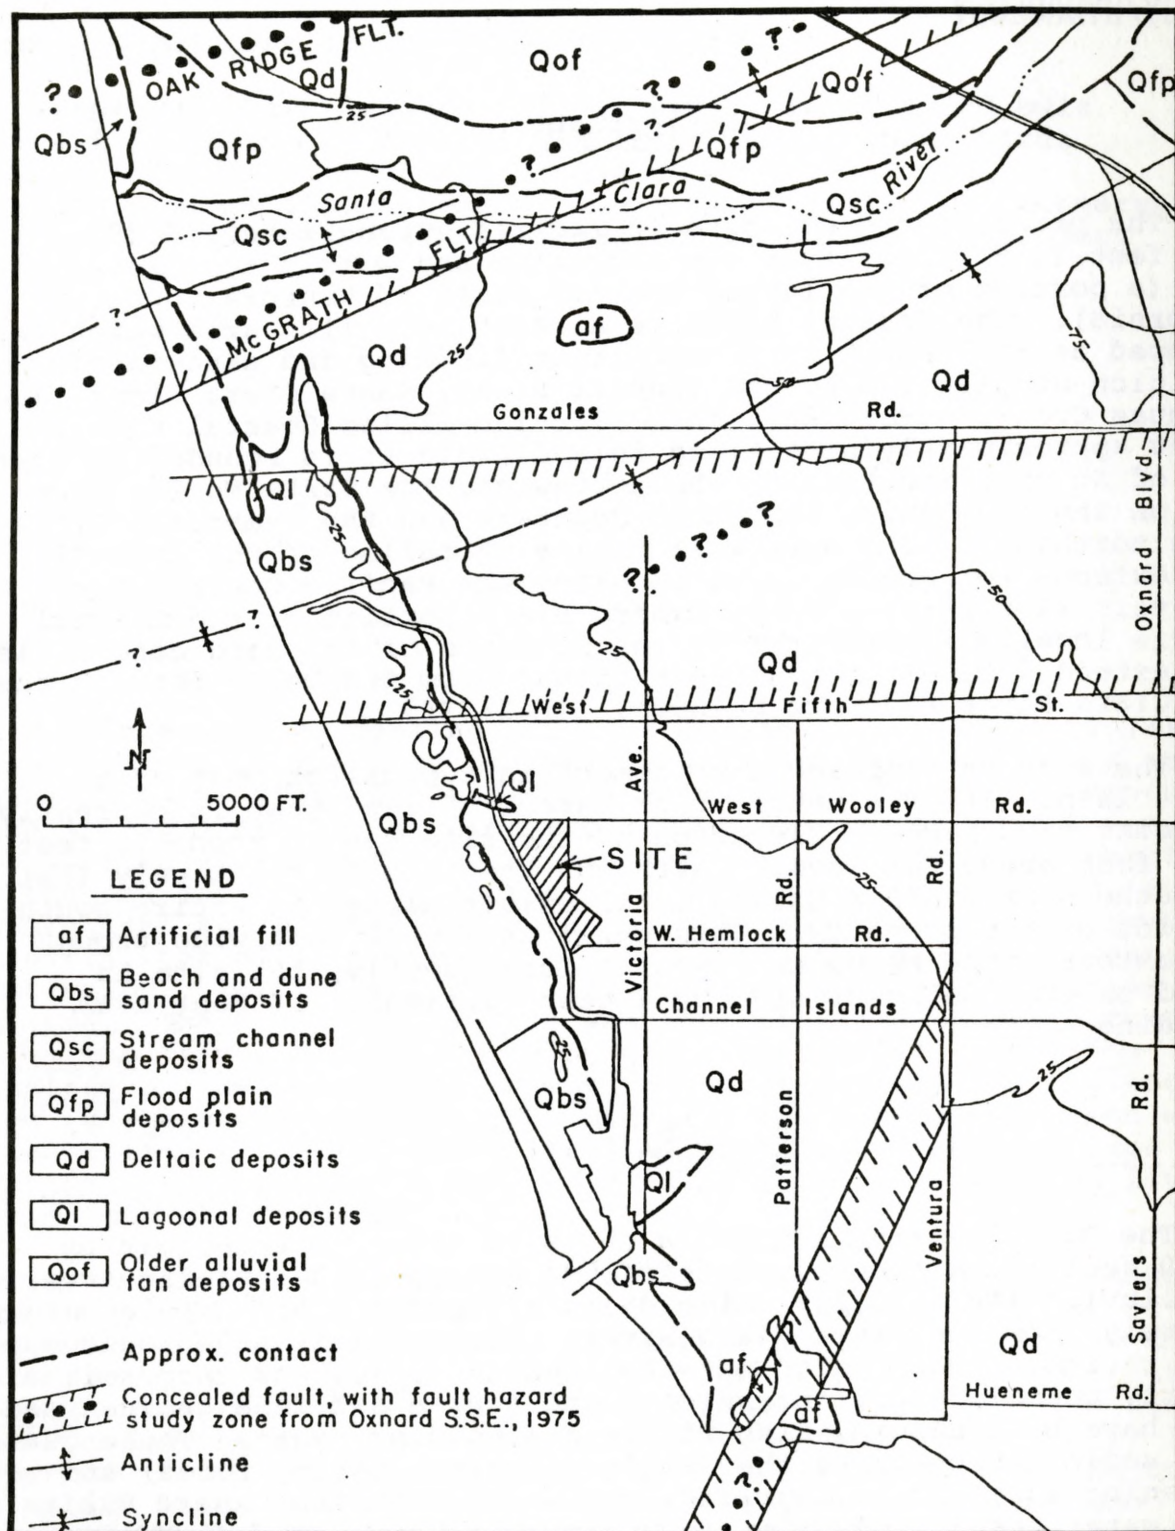 FLT.
RIDGE
OAK
?
Qd
Qof
Qof
Qfp
Qbs
25
Qfp
?
?
?
Qfp
Santa
Clara
River
Qsc
Qsc
FLT.
?
McGRATH
af
75
Qd
25
50
Qd
Gonzales Rd.
Ql
Oxnard Blvd.
25
Qbs
?
?
?
50
?
?
25
Qd
25
West Fifth St.
N
0 5000 FT.
Ql
Ave.
West Wooley Rd.
Qbs
SITE
25
Rd.
Rd.
W. Hemlock Rd.
Victoria
Channel Islands
25
Qd
25
Qbs
Rd.
Patterson
Ql
Ventura
Qbs
Saviers
Qd
af
Hueneme Rd.
af
?
LEGEND
af Artificial fill
Qbs Beach and dune
sand deposits
Qsc Stream channel
deposits
Qfp Flood plain
deposits
Qd Deltaic deposits
Ql Lagoonal deposits
Qof Older alluvial
fan deposits
Approx. contact
Concealed fault, with fault hazard
study zone from Oxnard S.S.E., 1975
Anticline
Syncline